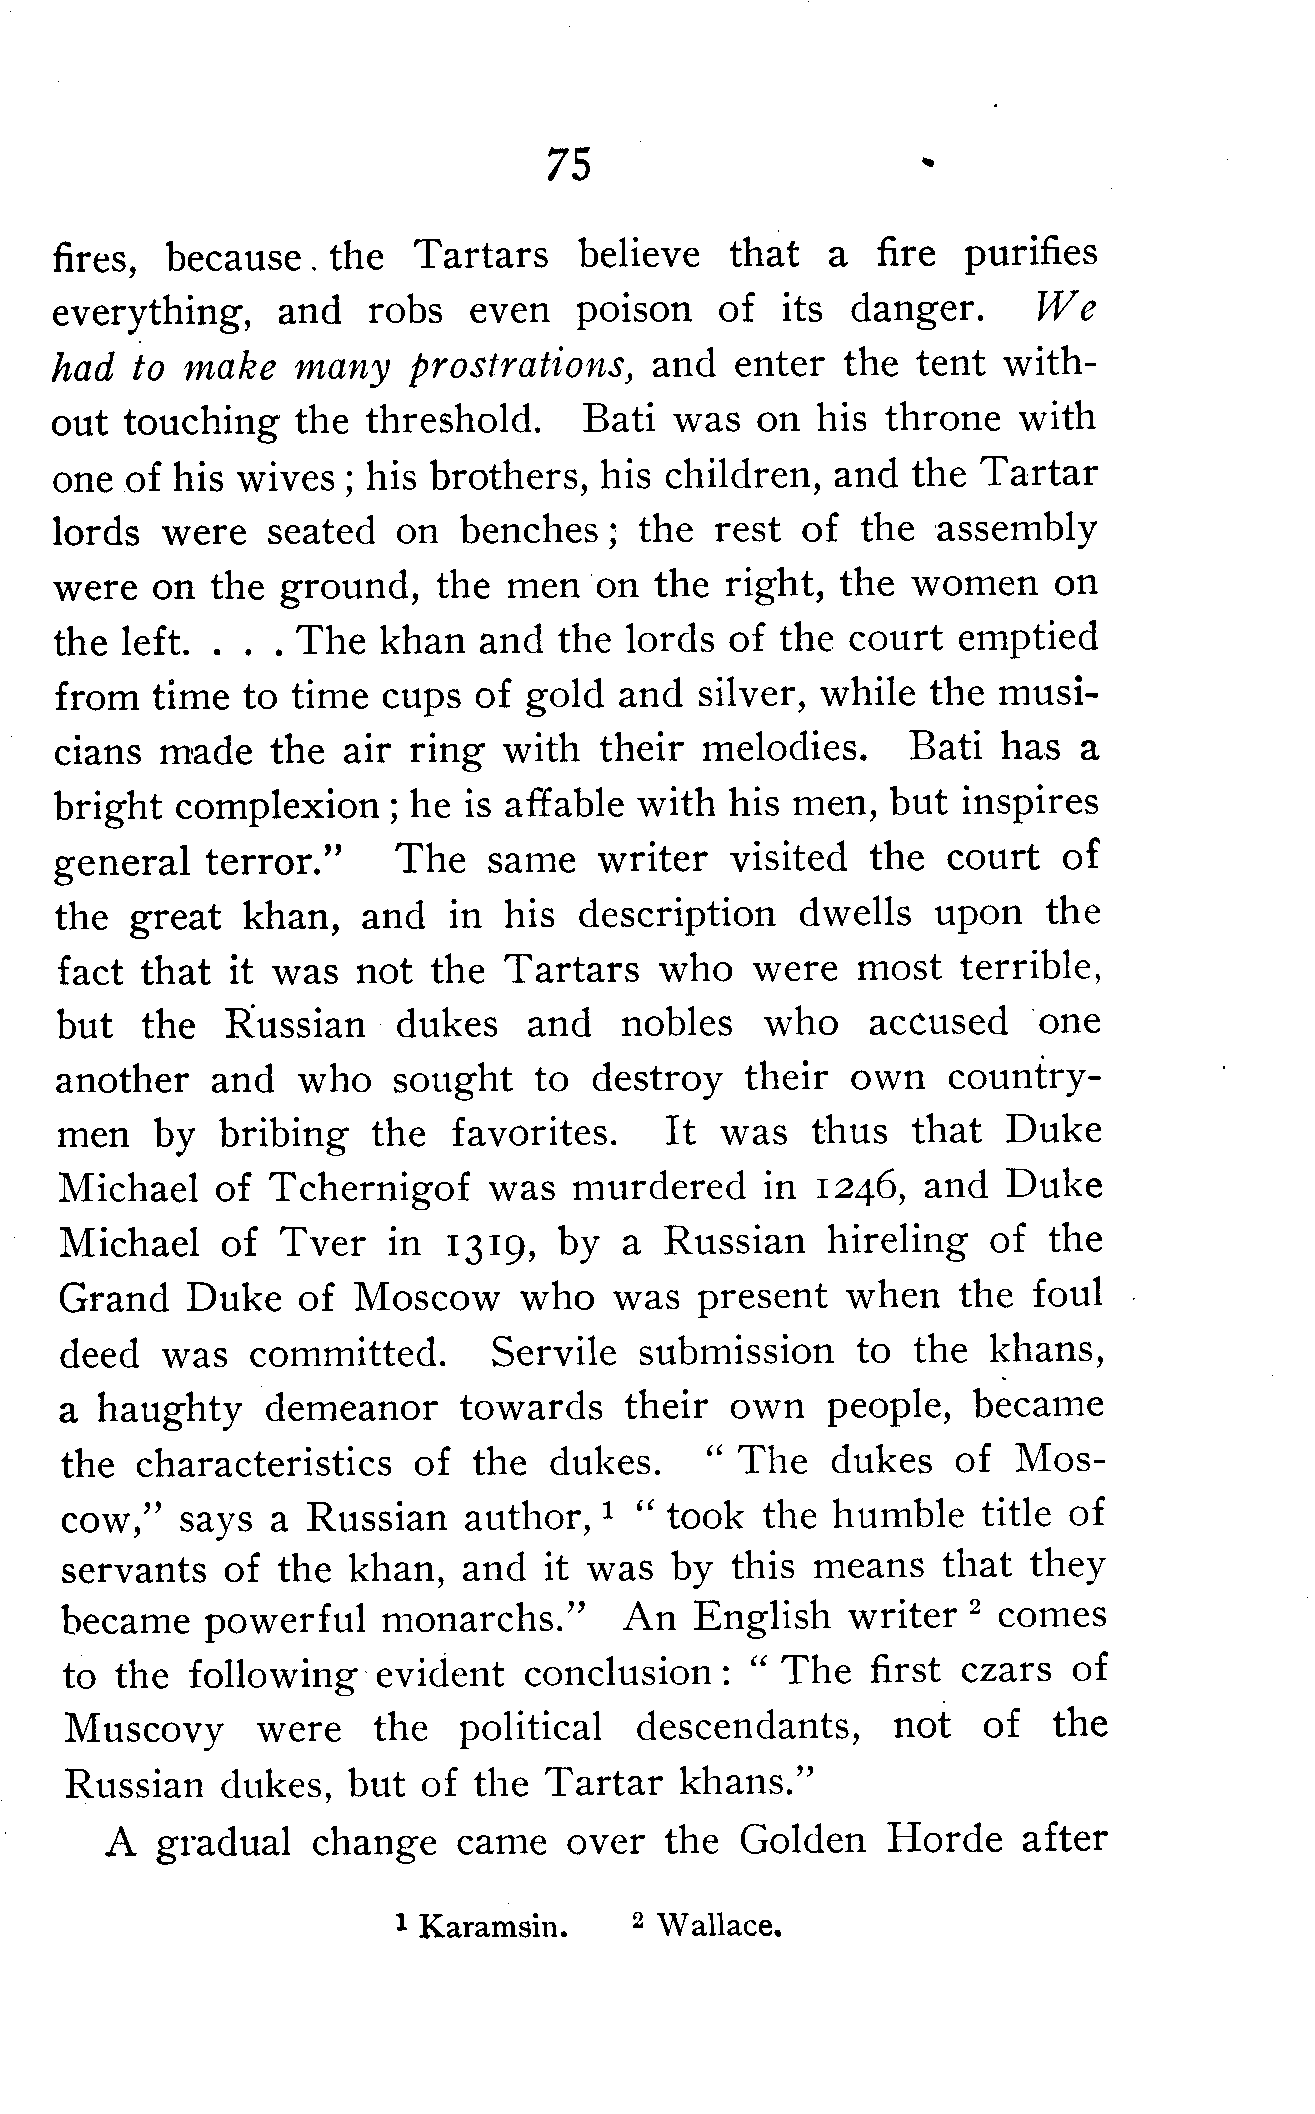 75
fires, because the Tartars believe that a fire purifies
everything, and robs even poison of its danger. We
had to make many prostrations, and enter the tent with-
out touching the threshold. Bati was on his throne with
one of his wives; his brothers, his children, and the Tartar
lords were seated on benches; the rest of the assembly
were on the ground, the men on the right, the women on
the left. . . . The khan and the lords of the court emptied
from time to time cups of gold and silver, while the musi-
cians made the air ring with their melodies. Bati has a
bright complexion; he is affable with his men, but inspires
general terror." The same writer visited the court of
the great khan, and in his description dwells upon the
fact that it was not the Tartars who were most terrible,
but the Russian dukes and nobles who accused one
another and who sought to destroy their own country-
men by bribing the favorites. It was thus that Duke
Michael of Tchernigof was murdered in 1246, and Duke
Michael of Tver in 1319, by a Russian hireling of the
Grand Duke of Moscow who was present when the foul
deed was committed. Servile submission to the khans,
a haughty demeanor towards their own people, became
the characteristics of the dukes. "The dukes of Mos-
cow," says a Russian author, 1 "took the humble title of
servants of the khan, and it was by this means that they
became powerful monarchs." An English writer 2 comes
to the following evident conclusion: "The first czars of
Muscovy were the political descendants, not of the
Russian dukes, but of the Tartar khans."
A gradual change came over the Golden Horde after
1 Karamsin. 2 Wallace.